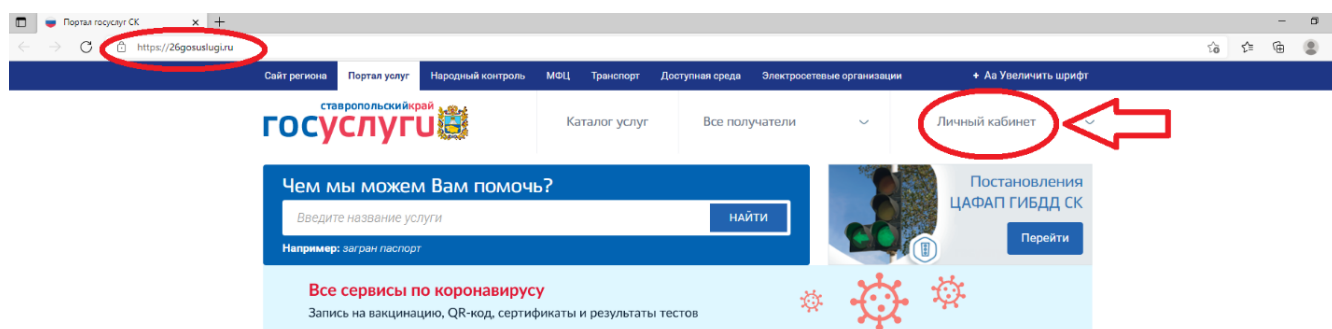 Портал госуслуг СК
https://26gosuslugi.ru
Сайт региона Портал услуг Народный контроль МФЦ Транспорт Доступная среда Электросетевые организации + Аа Увеличить шрифт
ставропольскийкрай
госуслуги
Каталог услуг Все получатели Личный кабинет
Чем мы можем Вам помочь?
Введите название услуги НАЙТИ
Например: загран паспорт
Постановления
ЦАФАП ГИБДД СК
Перейти
Все сервисы по коронавирусу
Запись на вакцинацию, QR-код, сертификаты и результаты тестов